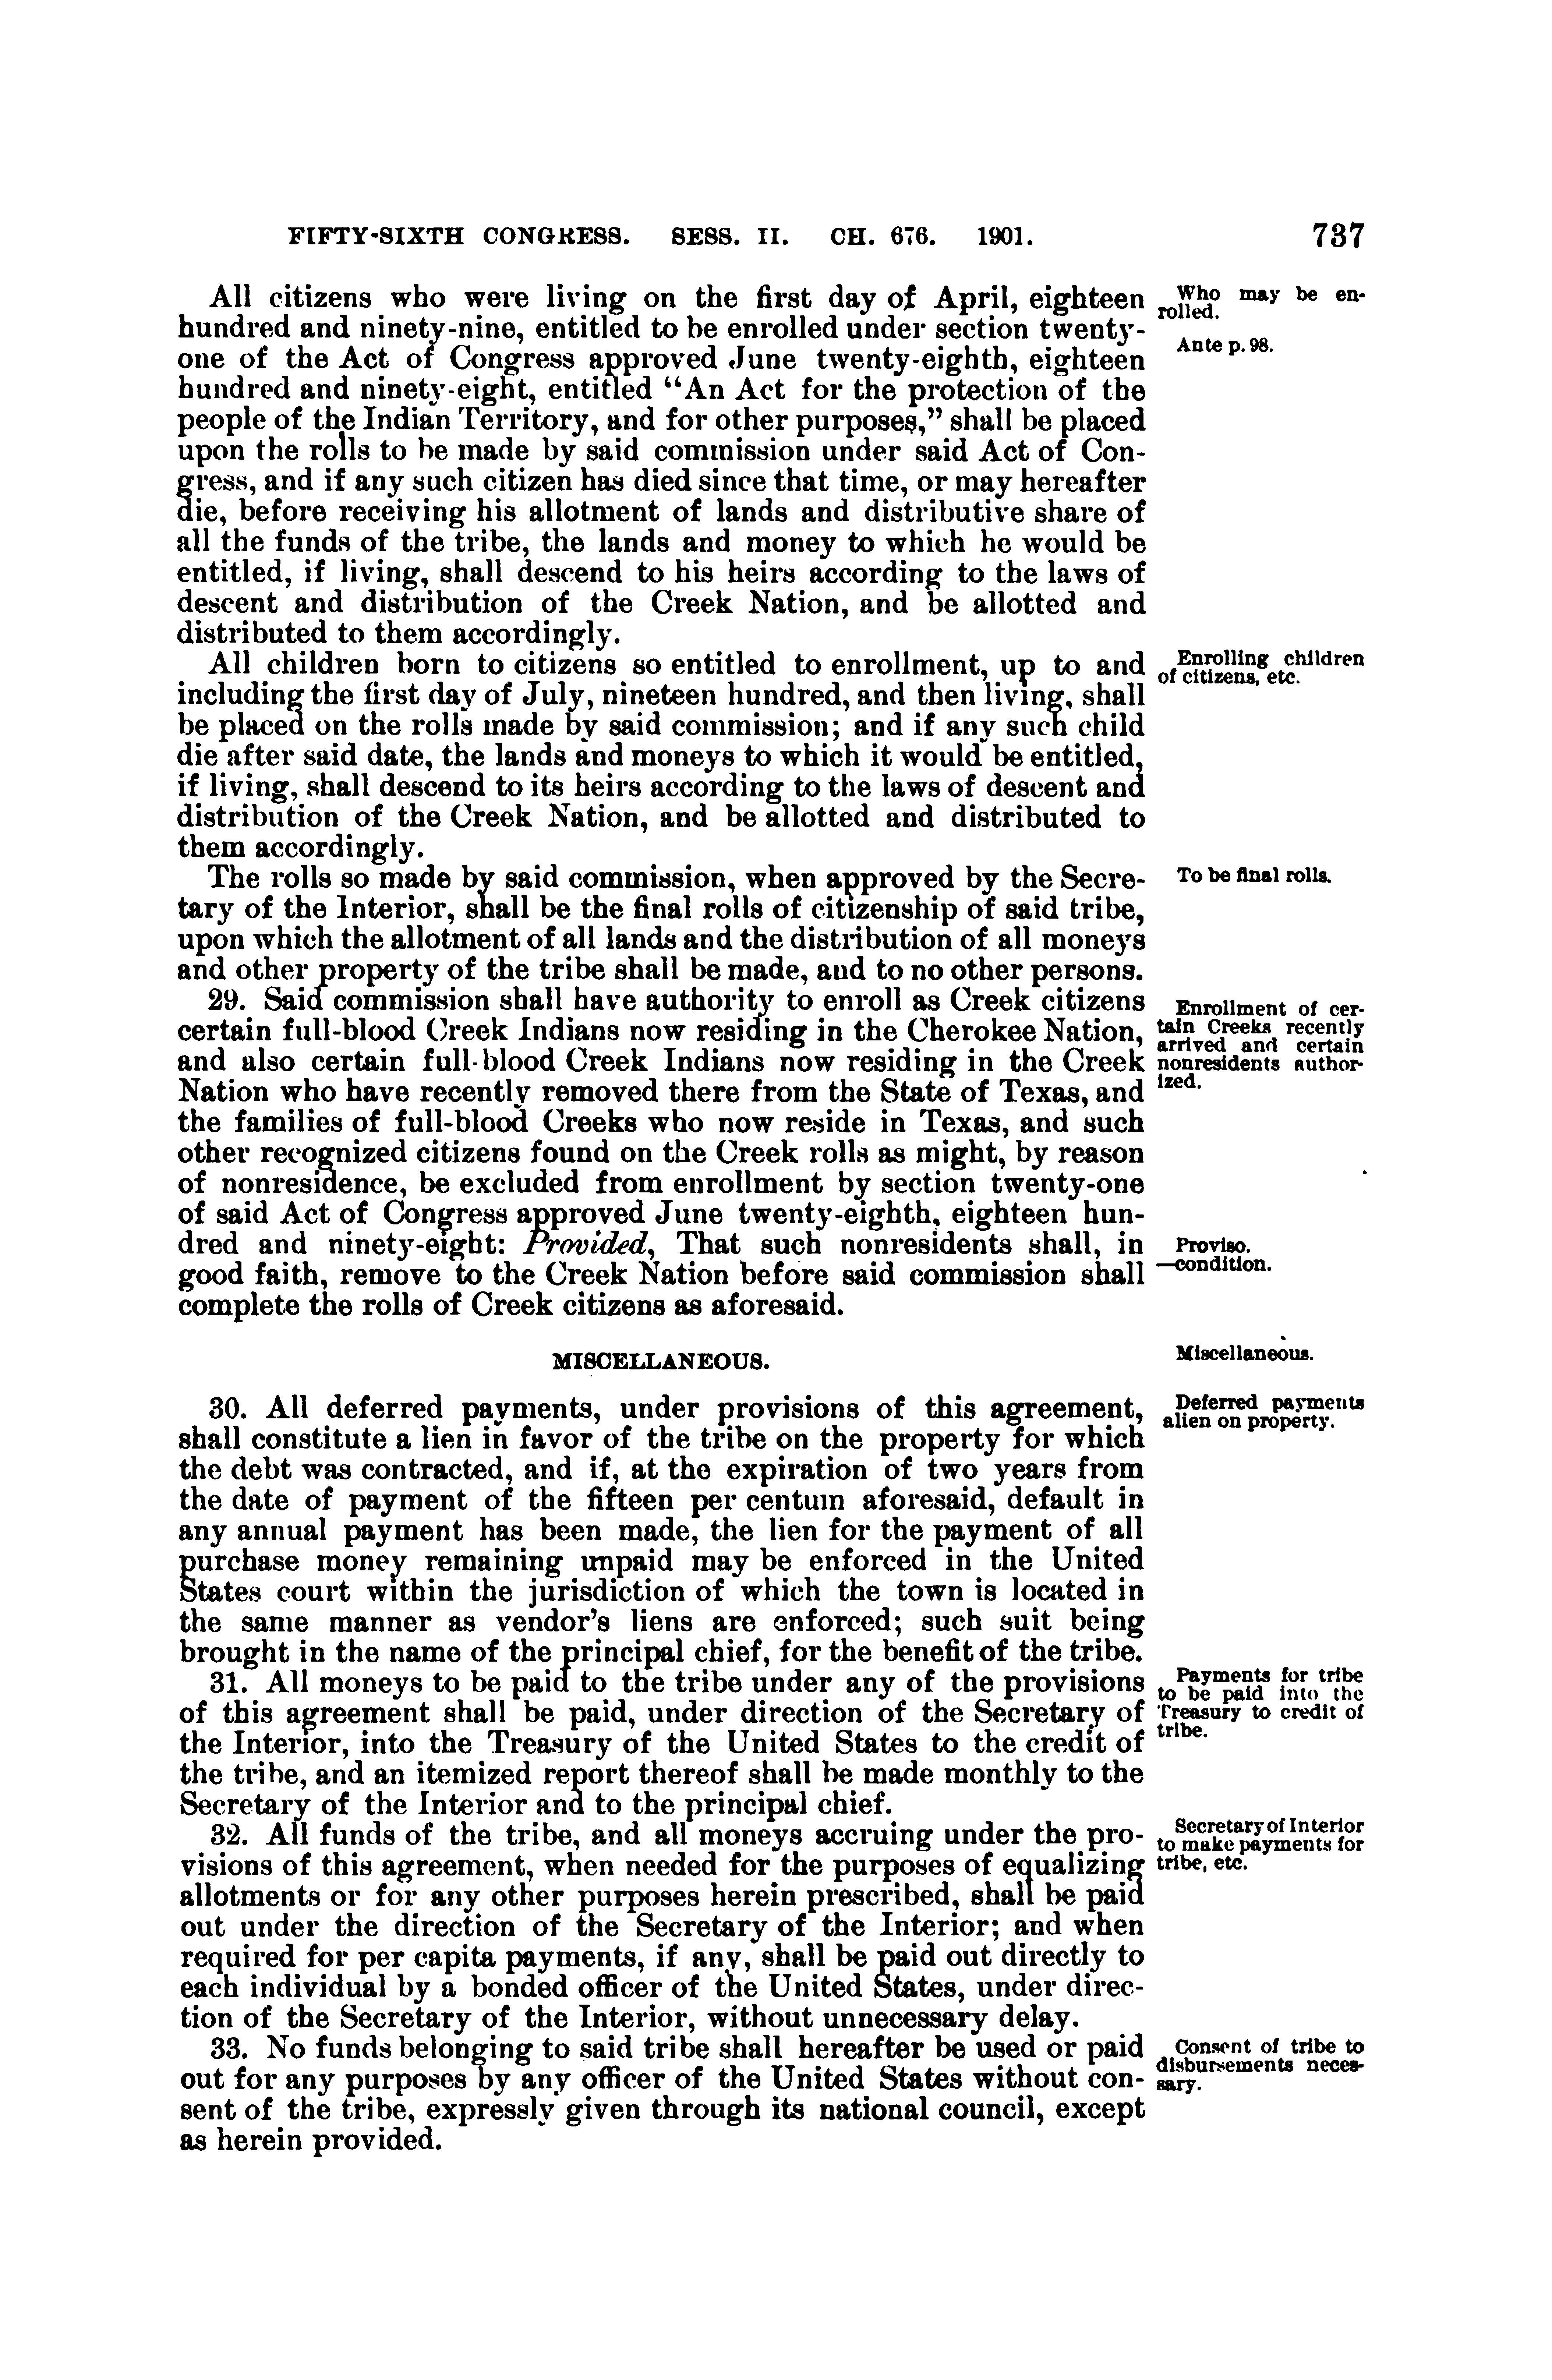 FIFTY-SIXTH CONGRESS. SESS. II. CH. 676. 1901. 737
All citizens who were living on the first day of April, eighteen
hundred and ninety-nine, entitled to be enrolled under section twenty-
one of the Act of Congress approved June twenty-eighth, eighteen
hundred and ninety-eight, entitled “An Act for the protection of the
people of the Indian Territory, and for other purposes,” shall be placed
upon the rolls to be made by said commission under said Act of Con-
gress, and if any such citizen has died since that time, or may hereafter
die, before receiving his allotment of lands and distributive share of
all the funds of the tribe, the lands and money to which he would be
entitled, if living, shall descend to his heirs according to the laws of
descent and distribution of the Creek Nation, and be allotted and
distributed to them accordingly.
Who may be en-
rolled.
Ante p. 98.
All children born to citizens so entitled to enrollment, up to and
including the first day of July, nineteen hundred, and then living, shall
be placed on the rolls made by said commission; and if any such child
die after said date, the lands and moneys to which it would be entitled,
if living, shall descend to its heirs according to the laws of descent and
distribution of the Creek Nation, and be allotted and distributed to
them accordingly.
Enrolling children
of citizens, etc.
The rolls so made by said commission, when approved by the Secre-
tary of the Interior, shall be the final rolls of citizenship of said tribe,
upon which the allotment of all lands and the distribution of all moneys
and other property of the tribe shall be made, and to no other persons.
To be final rolls.
29. Said commission shall have authority to enroll as Creek citizens
certain full-blood Creek Indians now residing in the Cherokee Nation,
and also certain full-blood Creek Indians now residing in the Creek
Nation who have recently removed there from the State of Texas, and
the families of full-blood Creeks who now reside in Texas, and such
other recognized citizens found on the Creek rolls as might, by reason
of nonresidence, be excluded from enrollment by section twenty-one
of said Act of Congress approved June twenty-eighth, eighteen hun-
dred and ninety-eight: Provided, That such nonresidents shall, in
good faith, remove to the Creek Nation before said commission shall
complete the rolls of Creek citizens as aforesaid.
Enrollment of cer-
tain Creeks recently
arrived and certain
nonresidents author-
ized.
Proviso.
—condition.
MISCELLANEOUS.
Miscellaneous.
30. All deferred payments, under provisions of this agreement,
shall constitute a lien in favor of the tribe on the property for which
the debt was contracted, and if, at the expiration of two years from
the date of payment of the fifteen per centum aforesaid, default in
any annual payment has been made, the lien for the payment of all
purchase money remaining unpaid may be enforced in the United
States court within the jurisdiction of which the town is located in
the same manner as vendor’s liens are enforced; such suit being
brought in the name of the principal chief, for the benefit of the tribe.
Deferred payments
alien on property.
31. All moneys to be paid to the tribe under any of the provisions
of this agreement shall be paid, under direction of the Secretary of
the Interior, into the Treasury of the United States to the credit of
the tribe, and an itemized report thereof shall be made monthly to the
Secretary of the Interior and to the principal chief.
Payments for tribe
to be paid into the
Treasury to credit of
tribe.
32. All funds of the tribe, and all moneys accruing under the pro-
visions of this agreement, when needed for the purposes of equalizing
allotments or for any other purposes herein prescribed, shall be paid
out under the direction of the Secretary of the Interior; and when
required for per capita payments, if any, shall be paid out directly to
each individual by a bonded officer of the United States, under direc-
tion of the Secretary of the Interior, without unnecessary delay.
Secretary of Interior
to make payments for
tribe, etc.
33. No funds belonging to said tribe shall hereafter be used or paid
out for any purposes by any officer of the United States without con-
sent of the tribe, expressly given through its national council, except
as herein provided.
Consent of tribe to
disbursements neces-
sary.